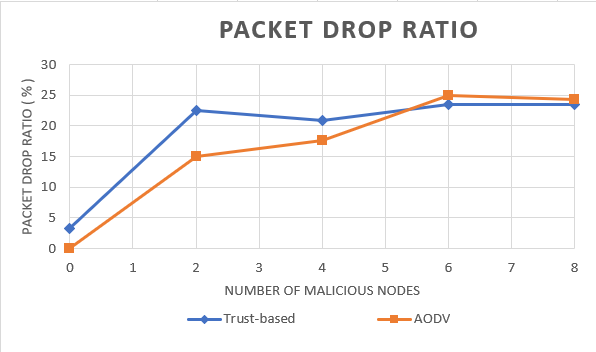 PACKET DROP RATIO
PACKET DROP RATIO ( % )
30
25
20
15
10
5
0
0 1 2 3 4 5 6 7 8
NUMBER OF MALICIOUS NODES
Trust-based AODV